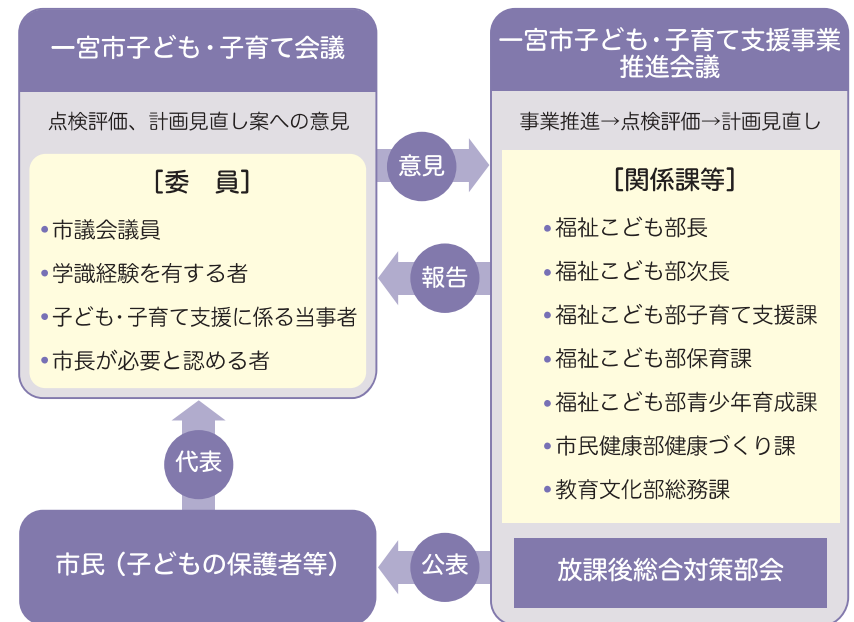 一宮市子ども・子育て会議
点検評価、計画見直し案への意見
[委　員]
•市議会議員
•学識経験を有する者
•子ども・子育て支援に係る当事者
•市長が必要と認める者
意見
報告
一宮市子ども・子育て支援事業
推進会議
事業推進→点検評価→計画見直し
[関係課等]
•福祉こども部長
•福祉こども部次長
•福祉こども部子育て支援課
•福祉こども部保育課
•福祉こども部青少年育成課
•市民健康部健康づくり課
•教育文化部総務課
放課後総合対策部会
代表
公表
市民（子どもの保護者等）